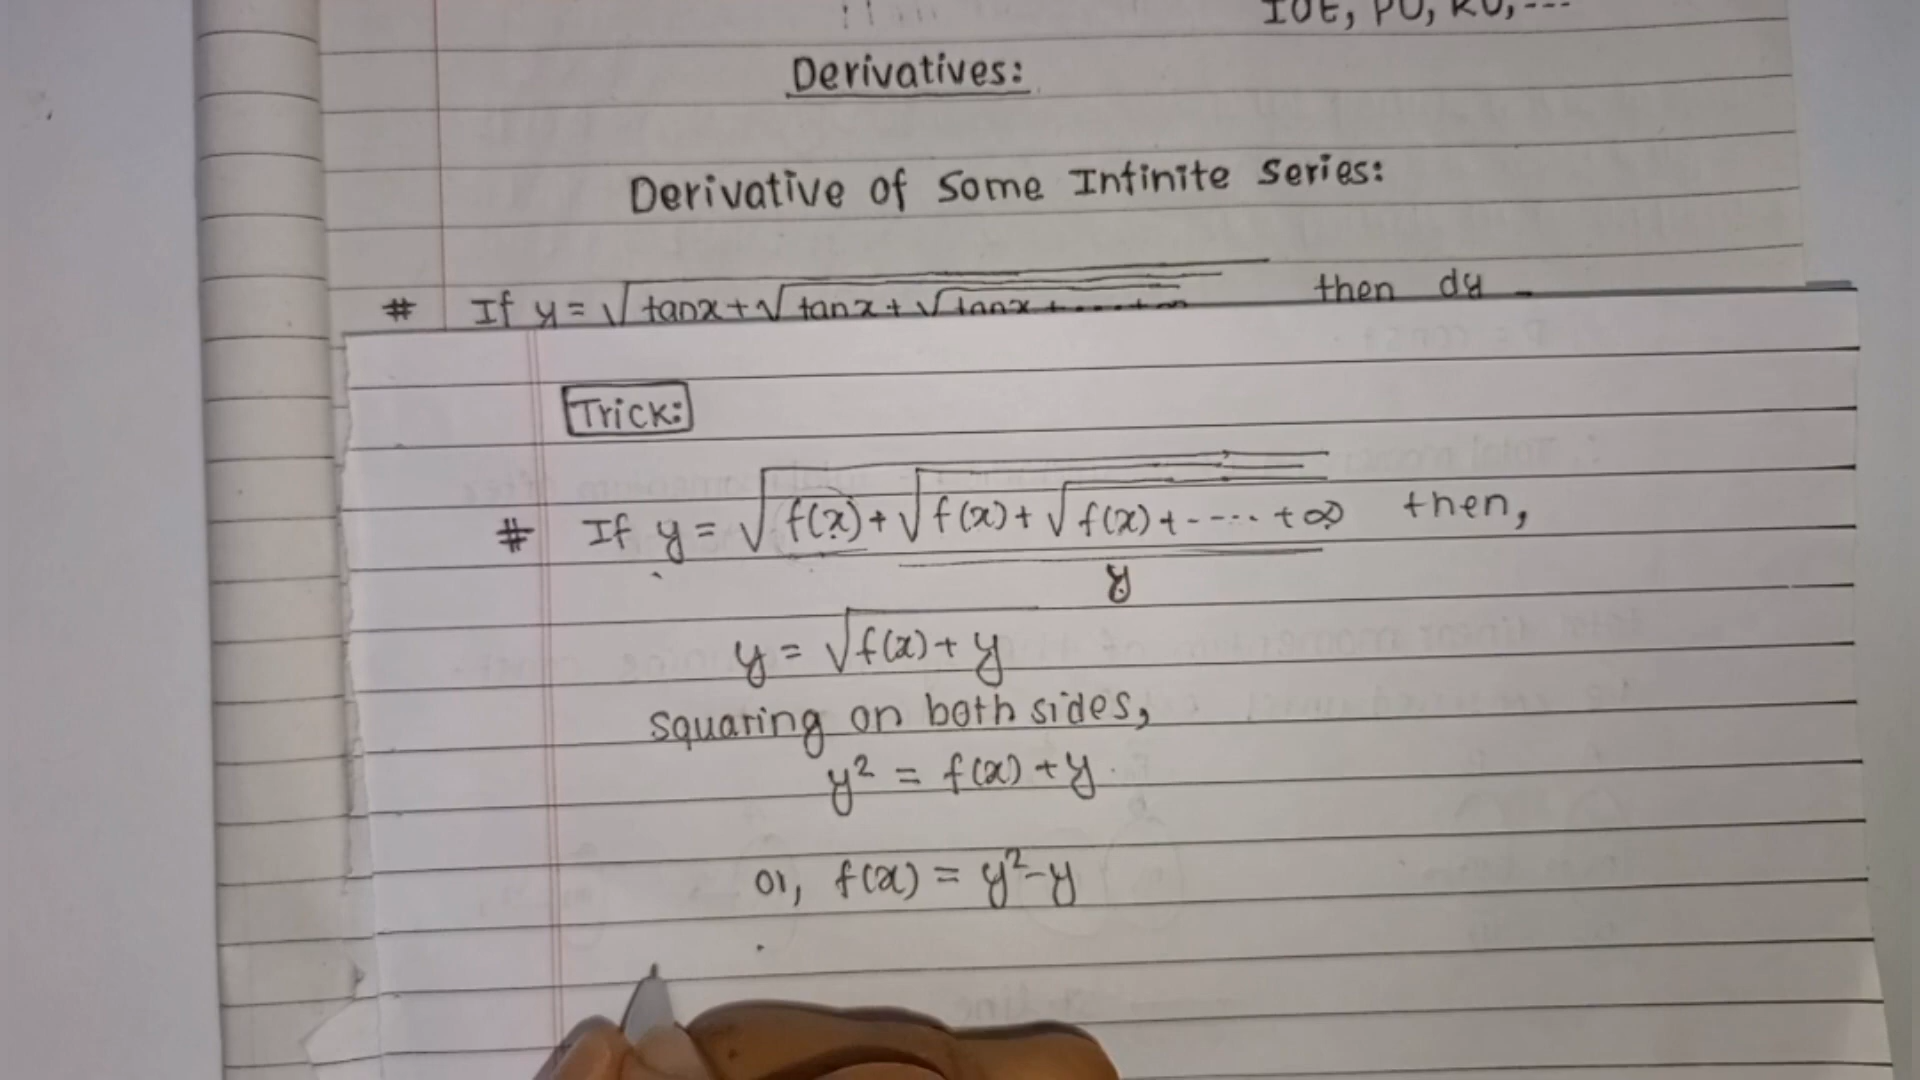 IOE, PU, KU, ---
Derivatives:
Derivative of Some Infinite Series:
# If y = √tanx + √tanx + √tanx + .... + ∞ then dy
Trick:
# If y = √f(x) + √f(x) + √f(x) + - - ... + ∞ then,
y
y = √f(x) + y
squaring on both sides,
y² = f(x) + y
or, f(x) = y² - y